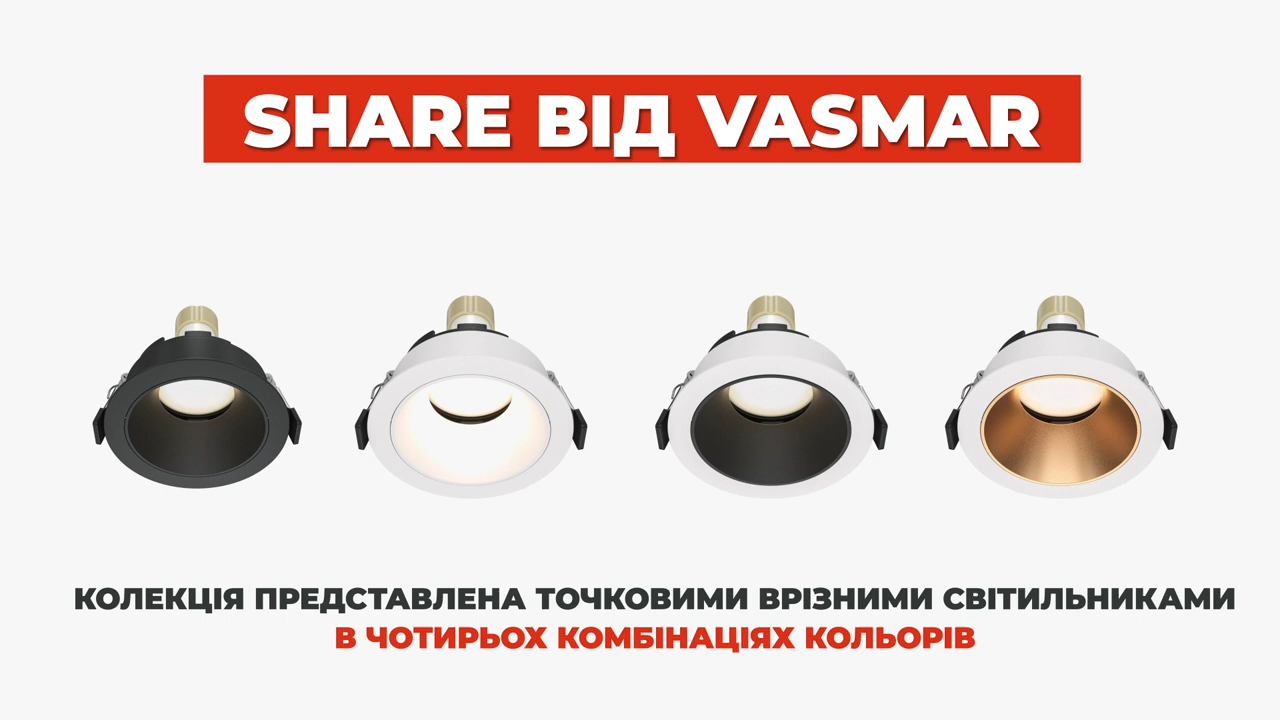 SHARE ВІД VASMAR
КОЛЕКЦІЯ ПРЕДСТАВЛЕНА ТОЧКОВИМИ ВРІЗНИМИ СВІТИЛЬНИКАМИ
В ЧОТИРЬОХ КОМБІНАЦІЯХ КОЛЬОРІВ